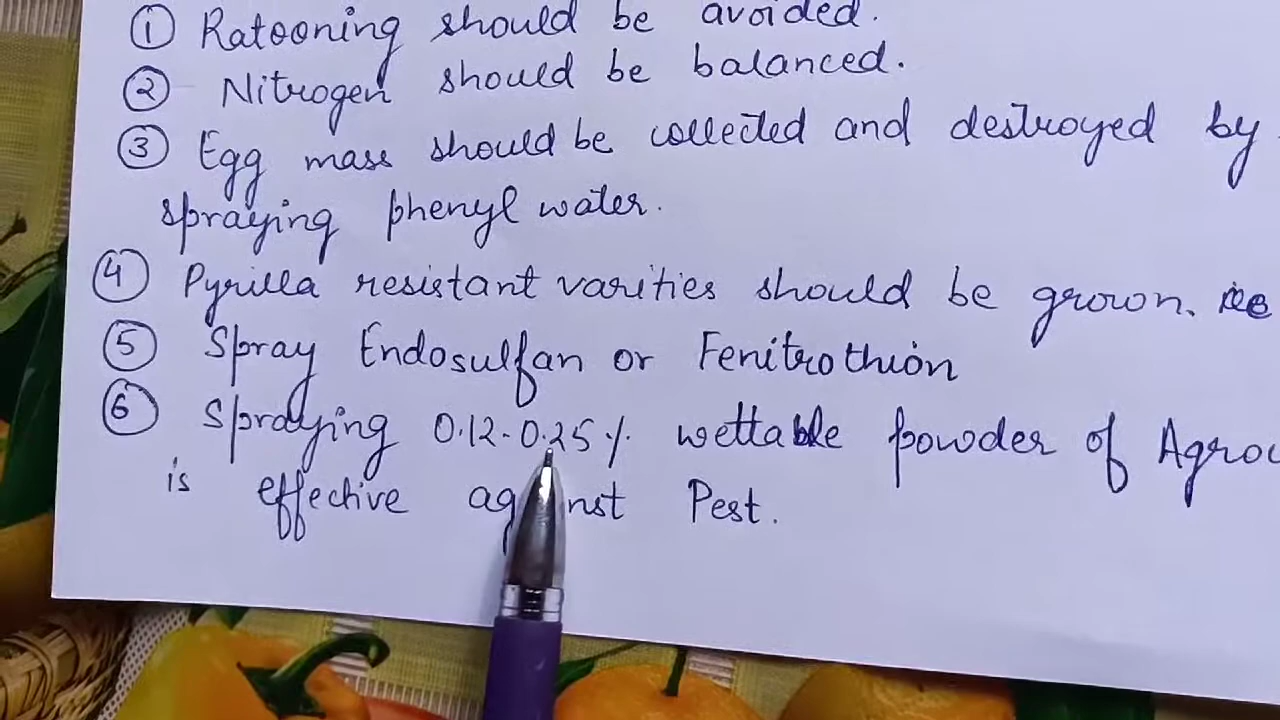 ① Ratooning should be avoided.
② Nitrogen should be balanced.
③ Egg mass should be collected and destroyed by
spraying phenyl water.
④ Pyrilla resistant varities should be grown.
⑤ Spray Endosulfan or Fenitrothion
⑥ Spraying 0.12-0.25% wettable powder of
is effective against Pest.